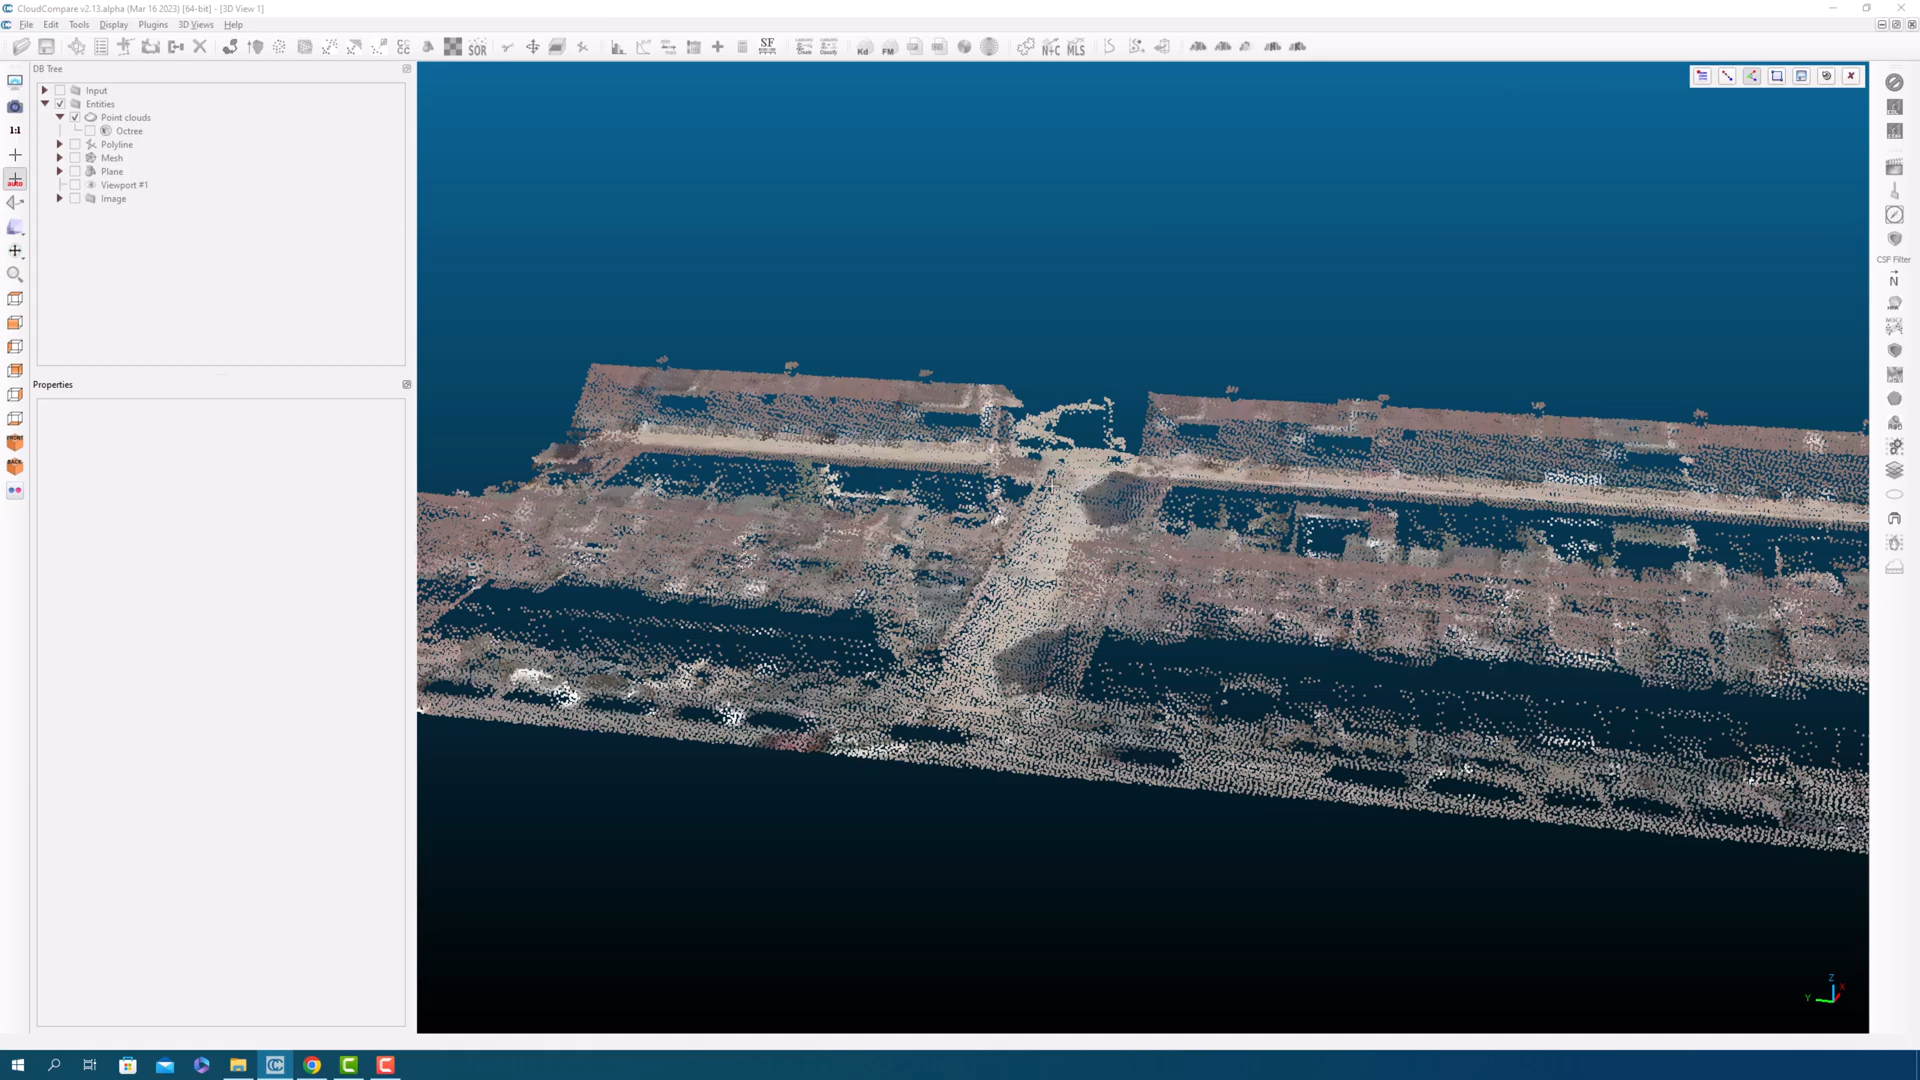 CloudCompare v2.13.alpha (Mar 16 2023) [64-bit] - [3D View 1]
File Edit Tools Display Plugins 3D Views Help
SOR SF Kd FM N+C MLS
DB Tree
Input
Entities
Point clouds
Octree
Polyline
Mesh
Plane
Viewport #1
Image
1:1
auto
Properties
FRONT
BACK
CSF Filter
N
Z
X
Y